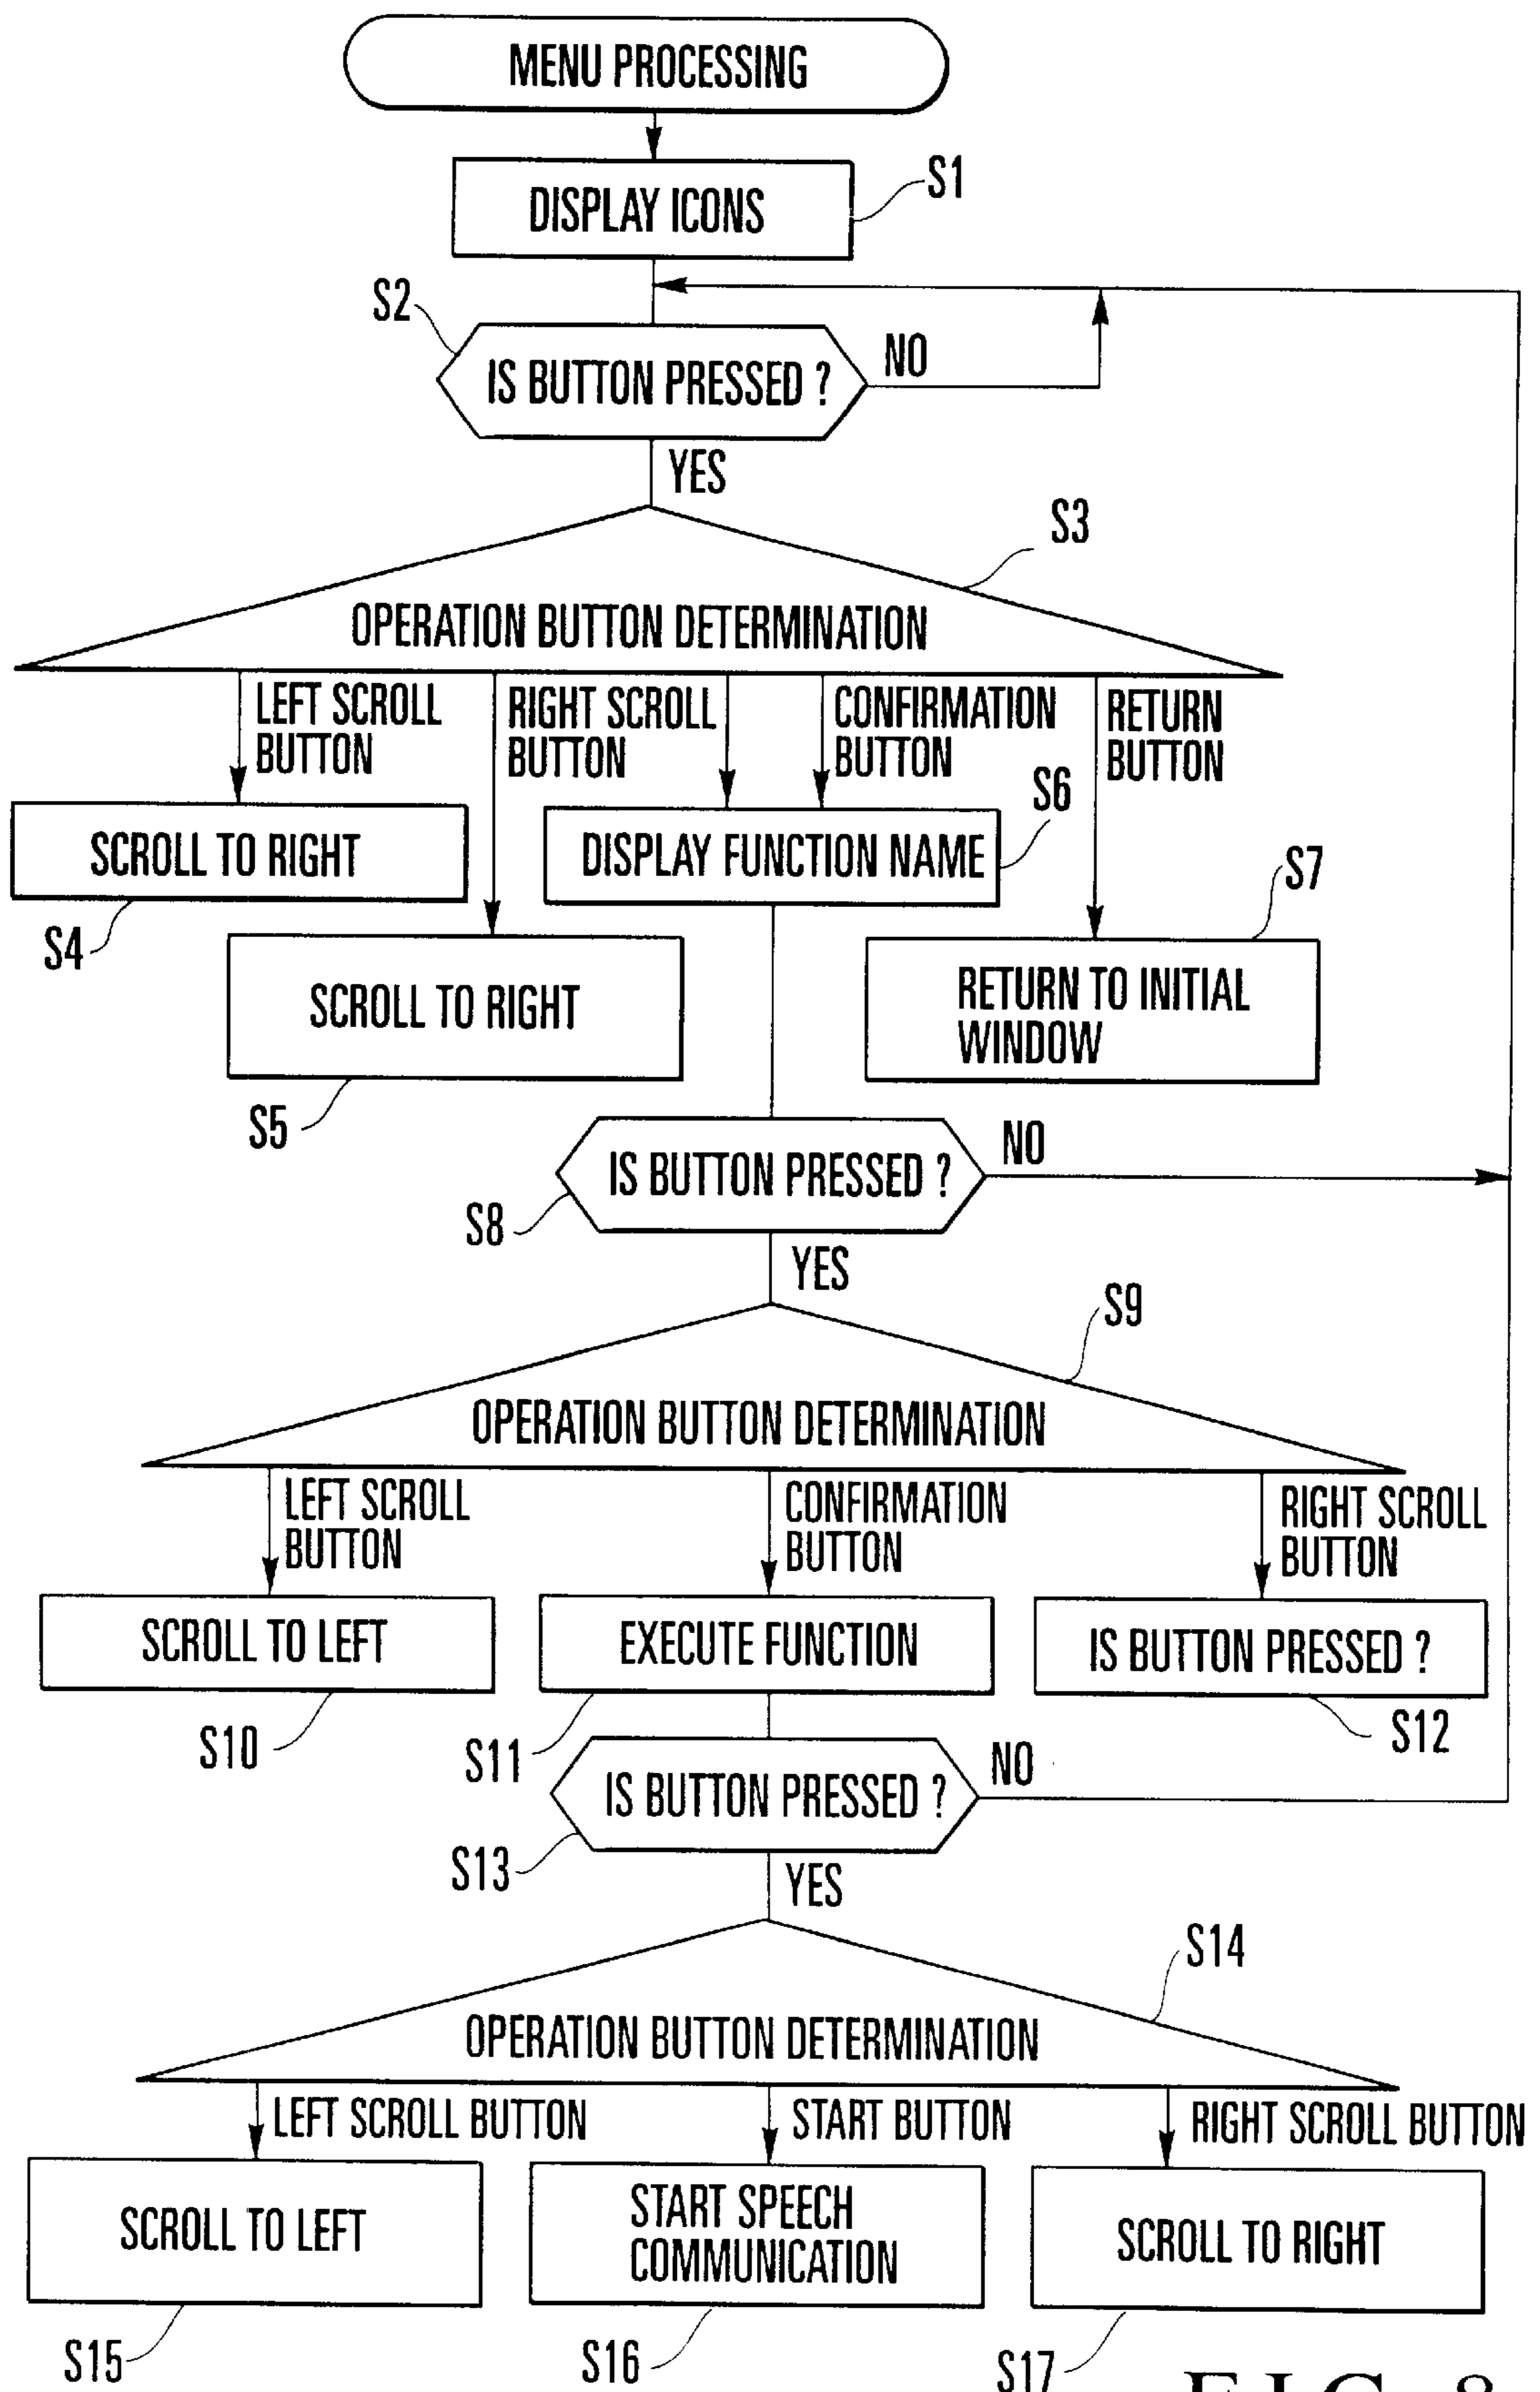 MENU PROCESSING
DISPLAY ICONS
S1
S2
IS BUTTON PRESSED ?
NO
YES
S3
OPERATION BUTTON DETERMINATION
LEFT SCROLL
BUTTON
RIGHT SCROLL
BUTTON
CONFIRMATION
BUTTON
RETURN
BUTTON
SCROLL TO RIGHT
S4
DISPLAY FUNCTION NAME
S6
S7
SCROLL TO RIGHT
S5
RETURN TO INITIAL
WINDOW
IS BUTTON PRESSED ?
NO
S8
YES
S9
OPERATION BUTTON DETERMINATION
LEFT SCROLL
BUTTON
CONFIRMATION
BUTTON
RIGHT SCROLL
BUTTON
SCROLL TO LEFT
EXECUTE FUNCTION
IS BUTTON PRESSED ?
S10
S11
S12
IS BUTTON PRESSED ?
NO
S13
YES
S14
OPERATION BUTTON DETERMINATION
LEFT SCROLL BUTTON
START BUTTON
RIGHT SCROLL BUTTON
SCROLL TO LEFT
START SPEECH
COMMUNICATION
SCROLL TO RIGHT
S15
S16
S17
FIG. 8